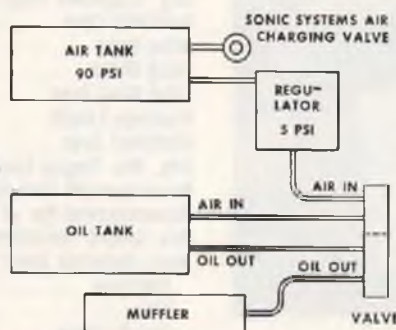 SONIC SYSTEMS AIR
CHARGING VALVE
AIR TANK
90 PSI
REGU-
LATOR
5 PSI
AIR IN
AIR IN
OIL TANK
OIL OUT
OIL OUT
MUFFLER
VALVE